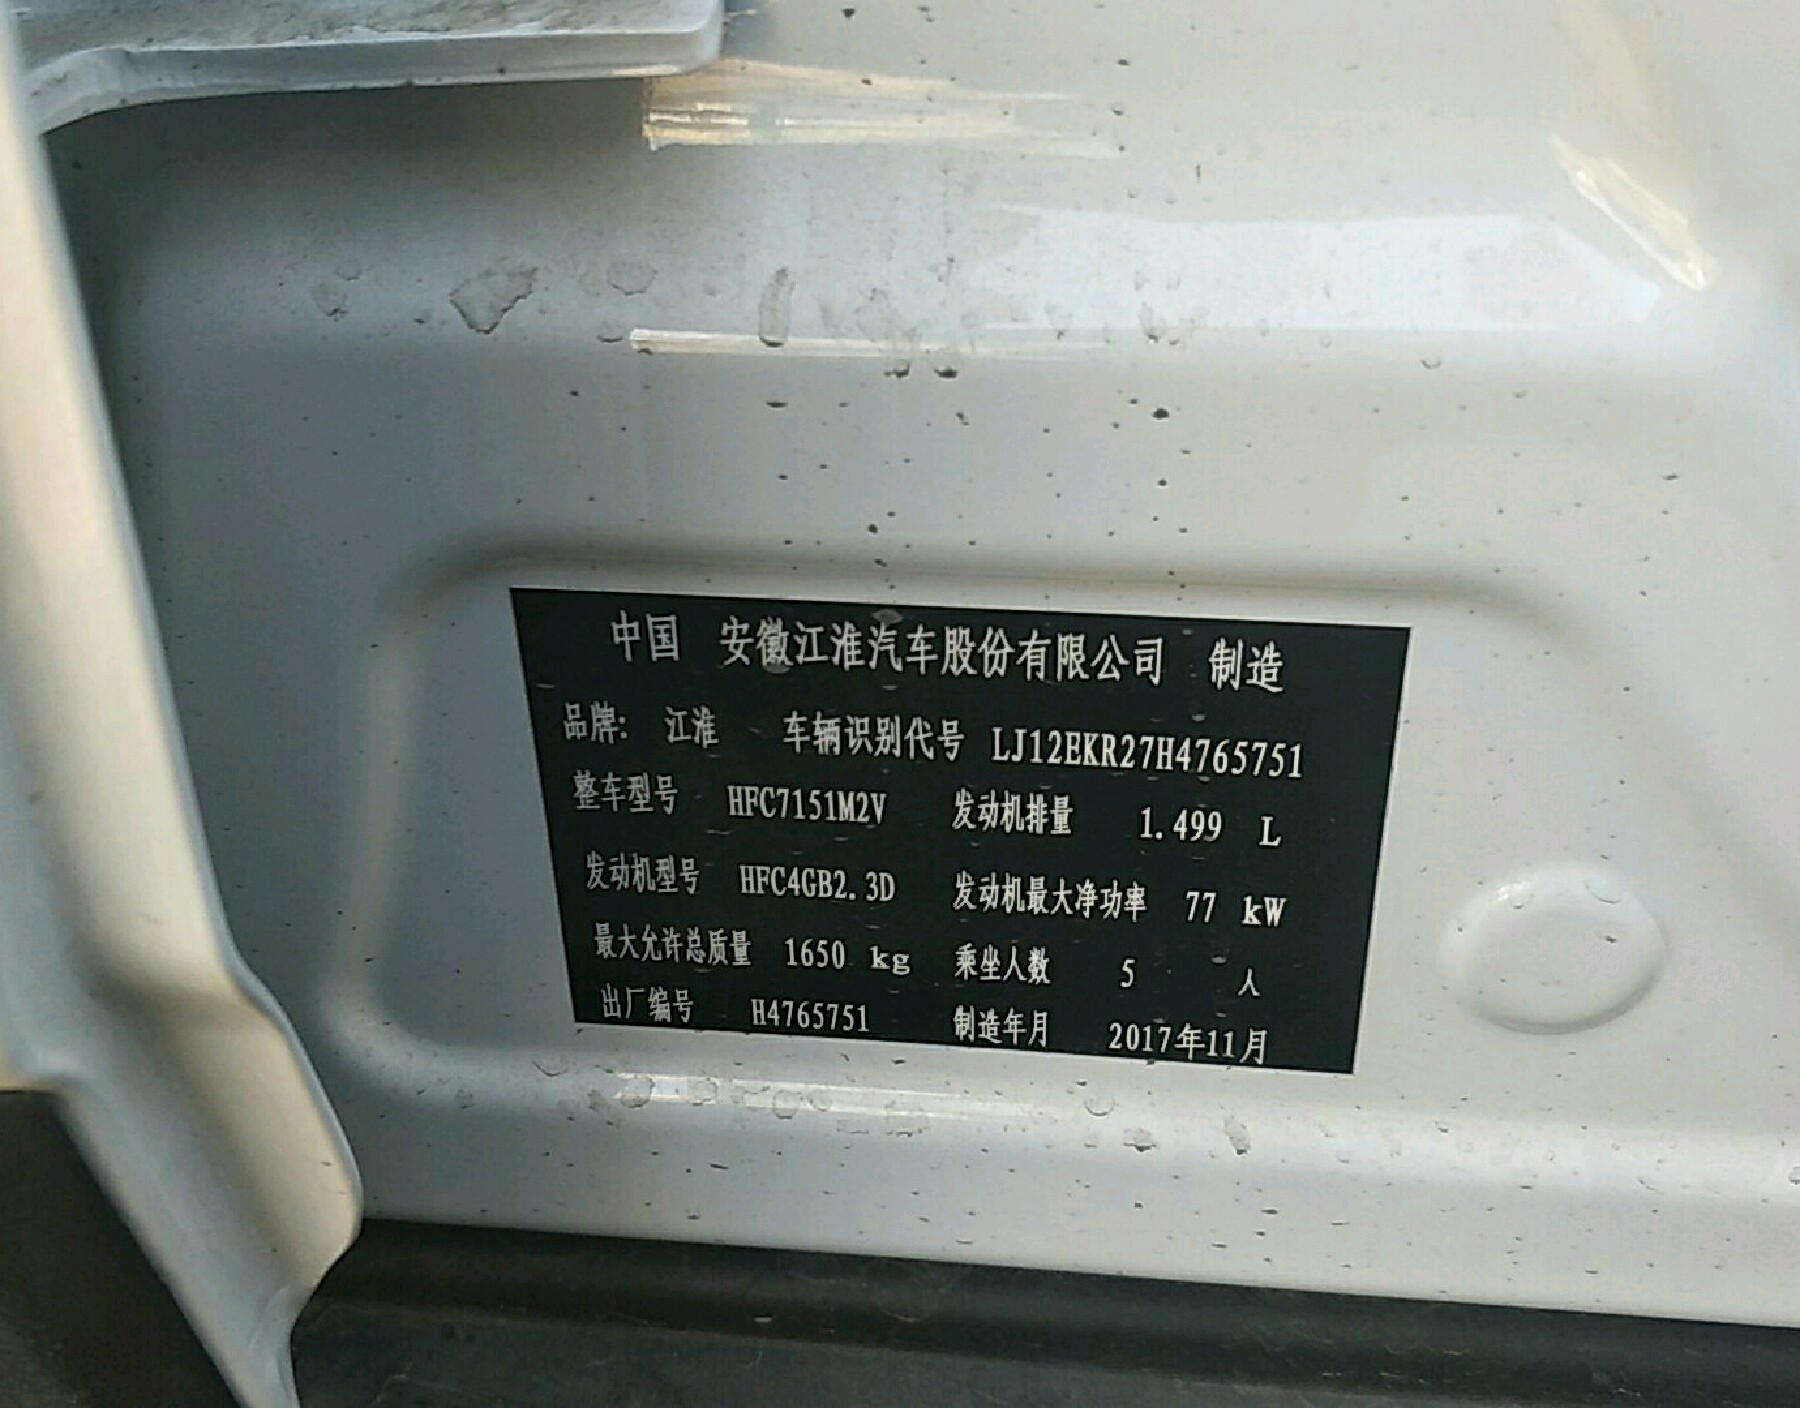 中国 安徽江淮汽车股份有限公司 制造
品牌: 江淮 车辆识别代号 LJ12EKR27H4765751
整车型号 HFC7151M2V 发动机排量 1.499 L
发动机型号 HFC4GB2.3D 发动机最大净功率 77 kW
最大允许总质量 1650 kg 乘坐人数 5 人
出厂编号 H4765751 制造年月 2017年11月